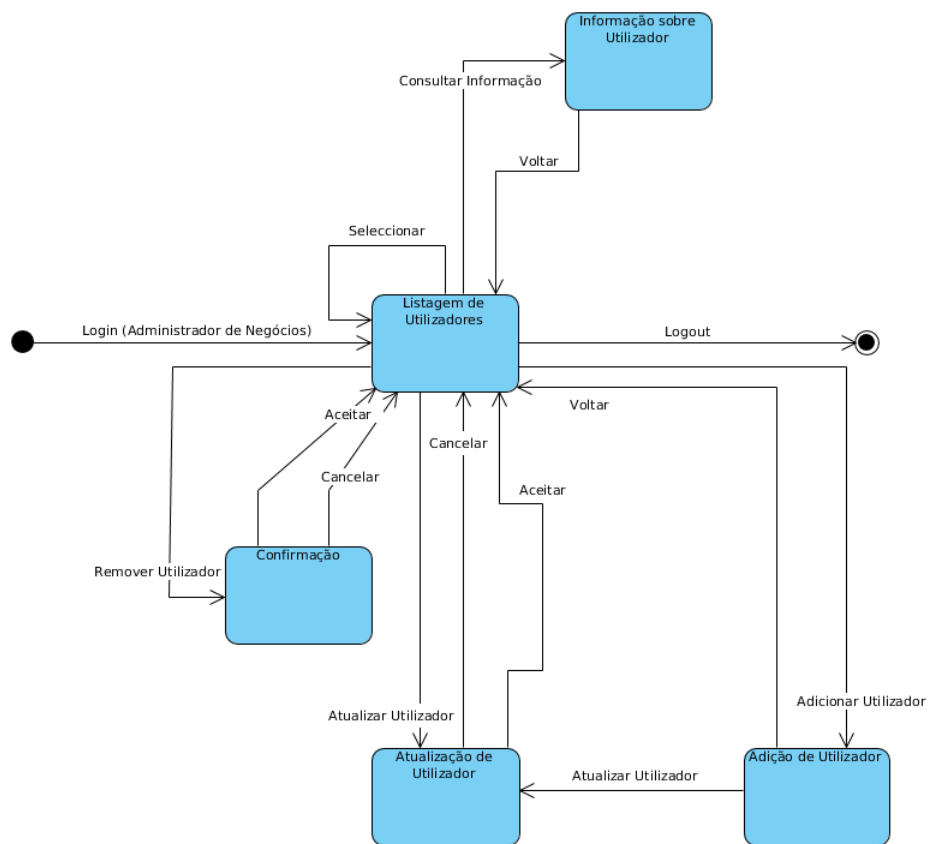 Informação sobre
Utilizador
Consultar Informação
Voltar
Seleccionar
Listagem de
Utilizadores
Login (Administrador de Negócios)
Logout
Voltar
Aceitar
Cancelar
Cancelar
Aceitar
Confirmação
Remover Utilizador
Adicionar Utilizador
Atualizar Utilizador
Atualização de
Utilizador
Atualizar Utilizador
Adição de Utilizador